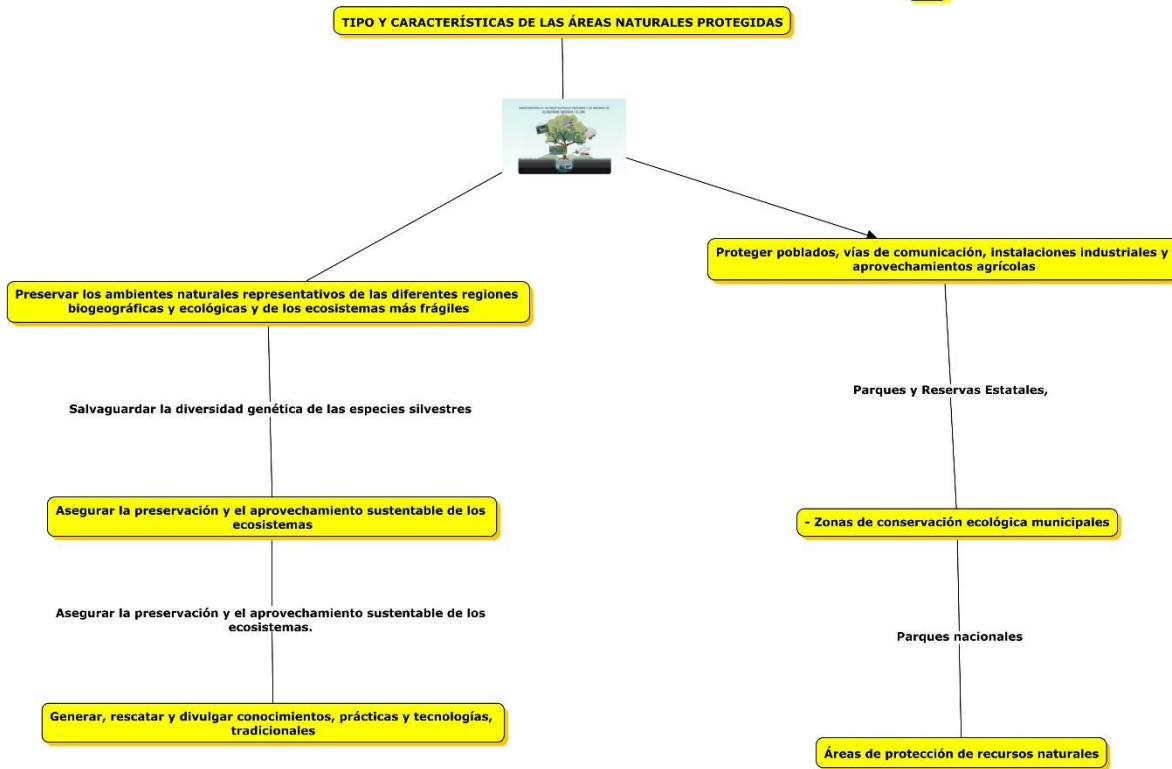 TIPO Y CARACTERÍSTICAS DE LAS ÁREAS NATURALES PROTEGIDAS
Preservar los ambientes naturales representativos de las diferentes regiones
biogeográficas y ecológicas y de los ecosistemas más frágiles
Salvaguardar la diversidad genética de las especies silvestres
Asegurar la preservación y el aprovechamiento sustentable de los
ecosistemas
Asegurar la preservación y el aprovechamiento sustentable de los
ecosistemas.
Generar, rescatar y divulgar conocimientos, prácticas y tecnologías,
tradicionales
Proteger poblados, vías de comunicación, instalaciones industriales y
aprovechamientos agrícolas
Parques y Reservas Estatales,
- Zonas de conservación ecológica municipales
Parques nacionales
Áreas de protección de recursos naturales